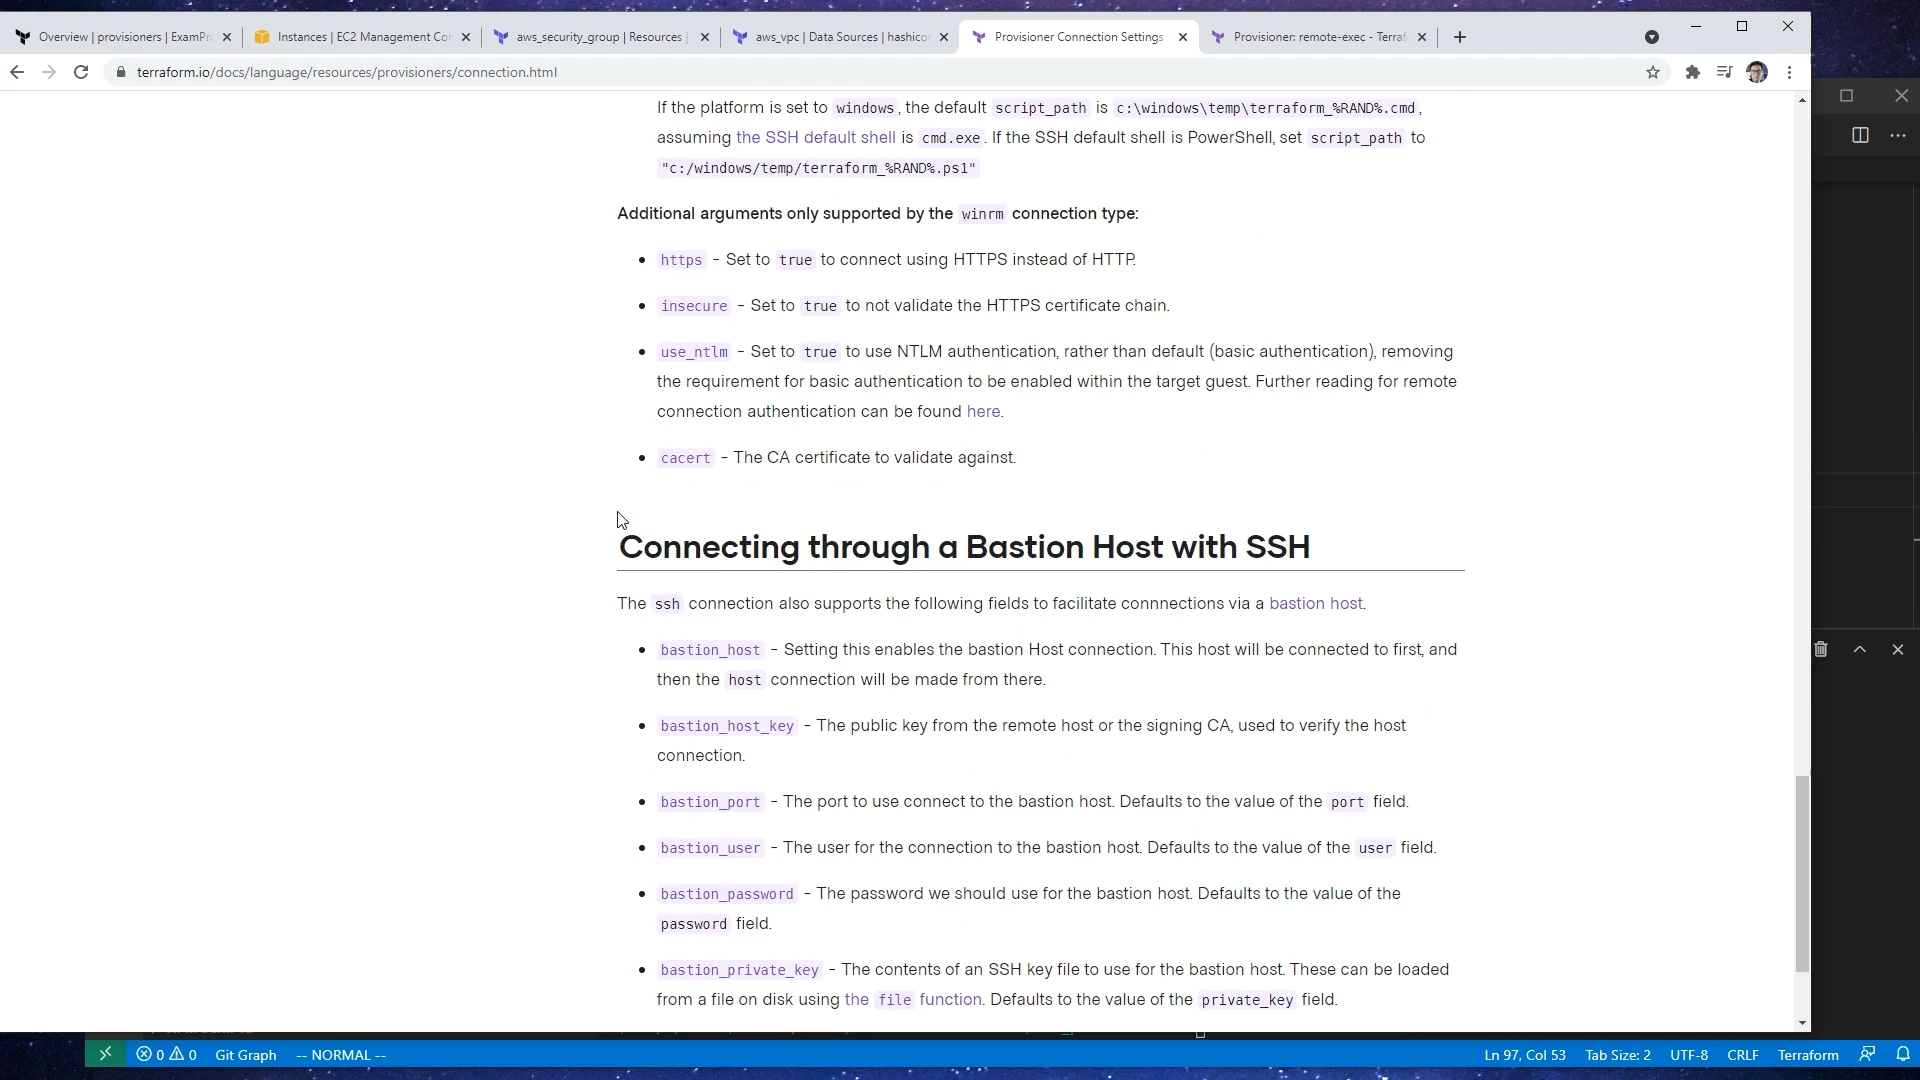 Overview | provisioners | ExamPr
Instances | EC2 Management Con
aws_security_group | Resources |
aws_vpc | Data Sources | hashico
Provisioner Connection Settings
Provisioner: remote-exec - Terraf
terraform.io/docs/language/resources/provisioners/connection.html
If the platform is set to windows, the default script_path is c:\windows\temp\terraform_%RAND%.cmd,
assuming the SSH default shell is cmd.exe. If the SSH default shell is PowerShell, set script_path to
"c:/windows/temp/terraform_%RAND%.ps1"
Additional arguments only supported by the winrm connection type:
• https - Set to true to connect using HTTPS instead of HTTP.
• insecure - Set to true to not validate the HTTPS certificate chain.
• use_ntlm - Set to true to use NTLM authentication, rather than default (basic authentication), removing
the requirement for basic authentication to be enabled within the target guest. Further reading for remote
connection authentication can be found here.
• cacert - The CA certificate to validate against.
Connecting through a Bastion Host with SSH
The ssh connection also supports the following fields to facilitate connnections via a bastion host.
• bastion_host - Setting this enables the bastion Host connection. This host will be connected to first, and
then the host connection will be made from there.
• bastion_host_key - The public key from the remote host or the signing CA, used to verify the host
connection.
• bastion_port - The port to use connect to the bastion host. Defaults to the value of the port field.
• bastion_user - The user for the connection to the bastion host. Defaults to the value of the user field.
• bastion_password - The password we should use for the bastion host. Defaults to the value of the
password field.
• bastion_private_key - The contents of an SSH key file to use for the bastion host. These can be loaded
from a file on disk using the file function. Defaults to the value of the private_key field.
0 0 Git Graph -- NORMAL -- Ln 97, Col 53 Tab Size: 2 UTF-8 CRLF Terraform